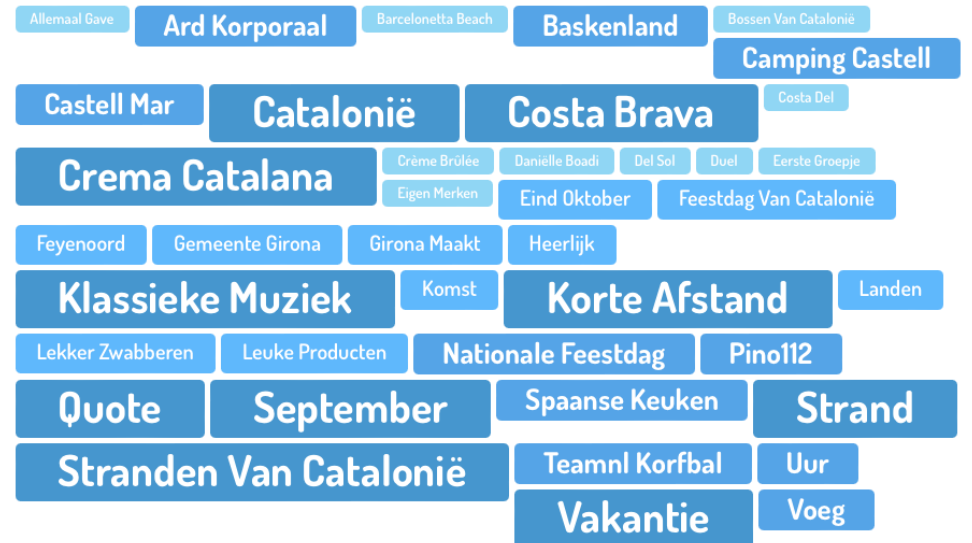 Allemaal Gave Ard Korporaal Barcelonetta Beach Baskenland Bossen Van Catalonië
Camping Castell
Castell Mar Catalonië Costa Brava Costa Del
Crema Catalana Crème Brûlée Daniëlle Boadi Del Sol Duel Eerste Groepje
Eigen Merken Eind Oktober Feestdag Van Catalonië
Feyenoord Gemeente Girona Girona Maakt Heerlijk
Klassieke Muziek Komst Korte Afstand Landen
Lekker Zwabberen Leuke Producten Nationale Feestdag Pino112
Quote September Spaanse Keuken Strand
Stranden Van Catalonië Teamnl Korfbal Uur
Vakantie Voeg